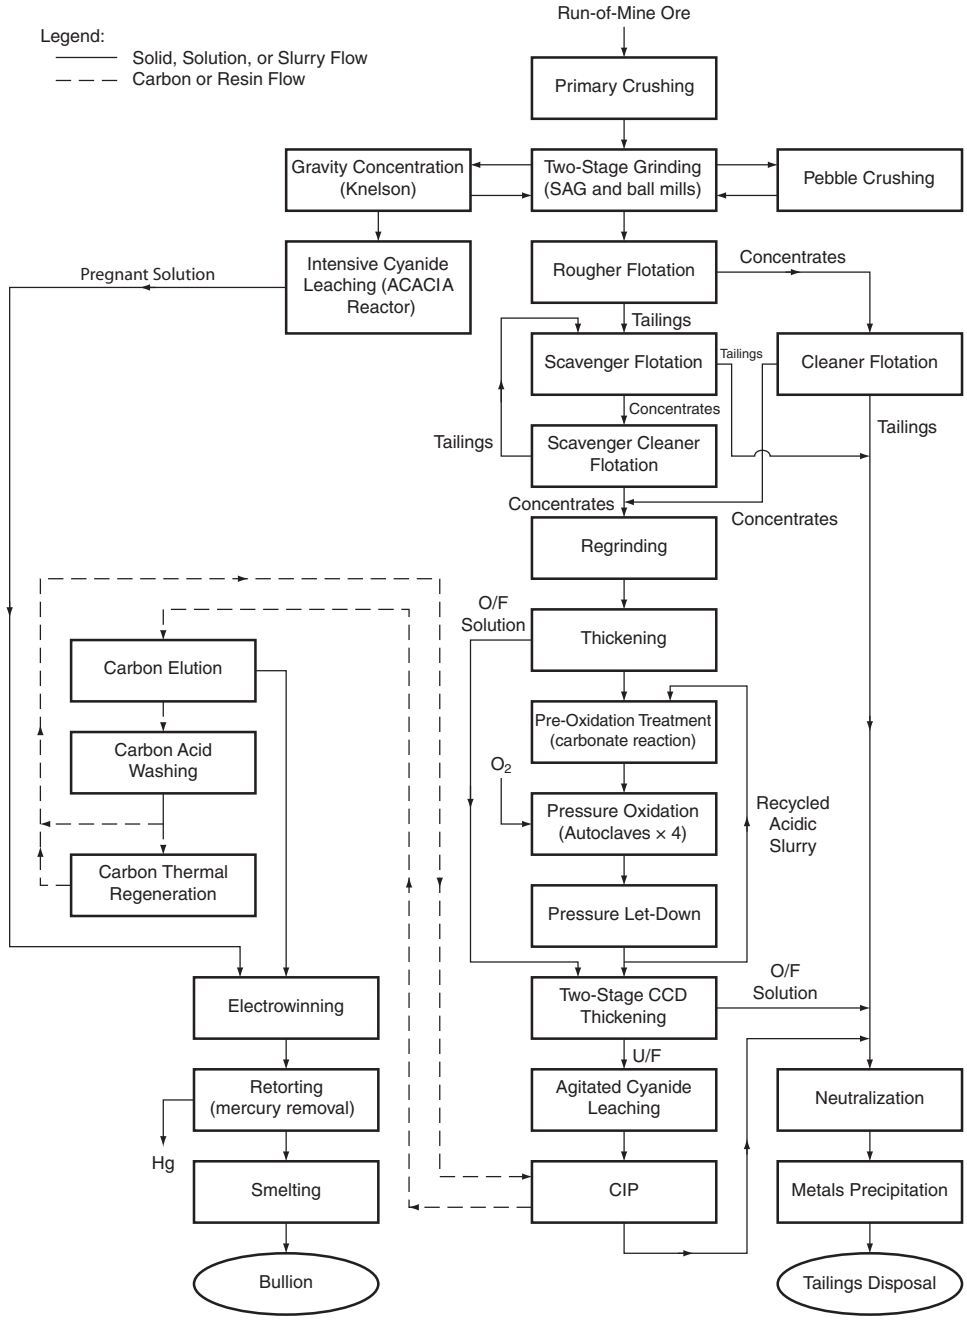 Run-of-Mine Ore
Legend:
Solid, Solution, or Slurry Flow
Carbon or Resin Flow
Primary Crushing
Gravity Concentration
(Knelson)
Two-Stage Grinding
(SAG and ball mills)
Pebble Crushing
Intensive Cyanide
Leaching (ACACIA
Reactor)
Pregnant Solution
Rougher Flotation
Concentrates
Tailings
Scavenger Flotation
Tailings
Cleaner Flotation
Concentrates
Tailings
Tailings
Scavenger Cleaner
Flotation
Concentrates
Concentrates
Regrinding
O/F
Solution
Thickening
Carbon Elution
Pre-Oxidation Treatment
(carbonate reaction)
Carbon Acid
Washing
O₂
Pressure Oxidation
(Autoclaves × 4)
Recycled
Acidic
Slurry
Carbon Thermal
Regeneration
Pressure Let-Down
O/F
Solution
Electrowinning
Two-Stage CCD
Thickening
U/F
Retorting
(mercury removal)
Agitated Cyanide
Leaching
Neutralization
Hg
Smelting
CIP
Metals Precipitation
Bullion
Tailings Disposal